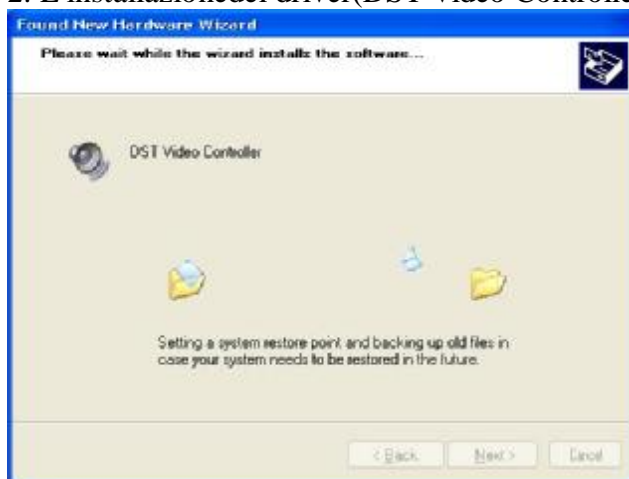 2. L'installazionedei driver(DST Video Controlle
Found New Hardware Wizard
Please wait while the wizard installs the software...
DST Video Controller
Setting a system restore point and backing up old files in
case your system needs to be restored in the future.
< Back Next > Cancel